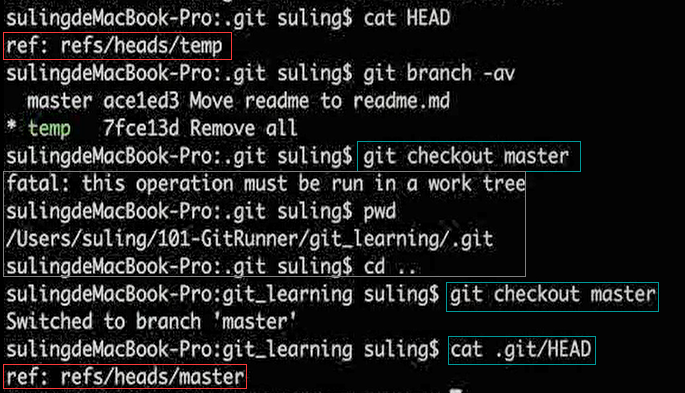 sulingdeMacBook-Pro:.git suling$ cat HEAD
ref: refs/heads/temp
sulingdeMacBook-Pro:.git suling$ git branch -av
  master ace1ed3 Move readme to readme.md
* temp   7fce13d Remove all
sulingdeMacBook-Pro:.git suling$ git checkout master
fatal: this operation must be run in a work tree
sulingdeMacBook-Pro:.git suling$ pwd
/Users/suling/101-GitRunner/git_learning/.git
sulingdeMacBook-Pro:.git suling$ cd ..
sulingdeMacBook-Pro:git_learning suling$ git checkout master
Switched to branch 'master'
sulingdeMacBook-Pro:git_learning suling$ cat .git/HEAD
ref: refs/heads/master